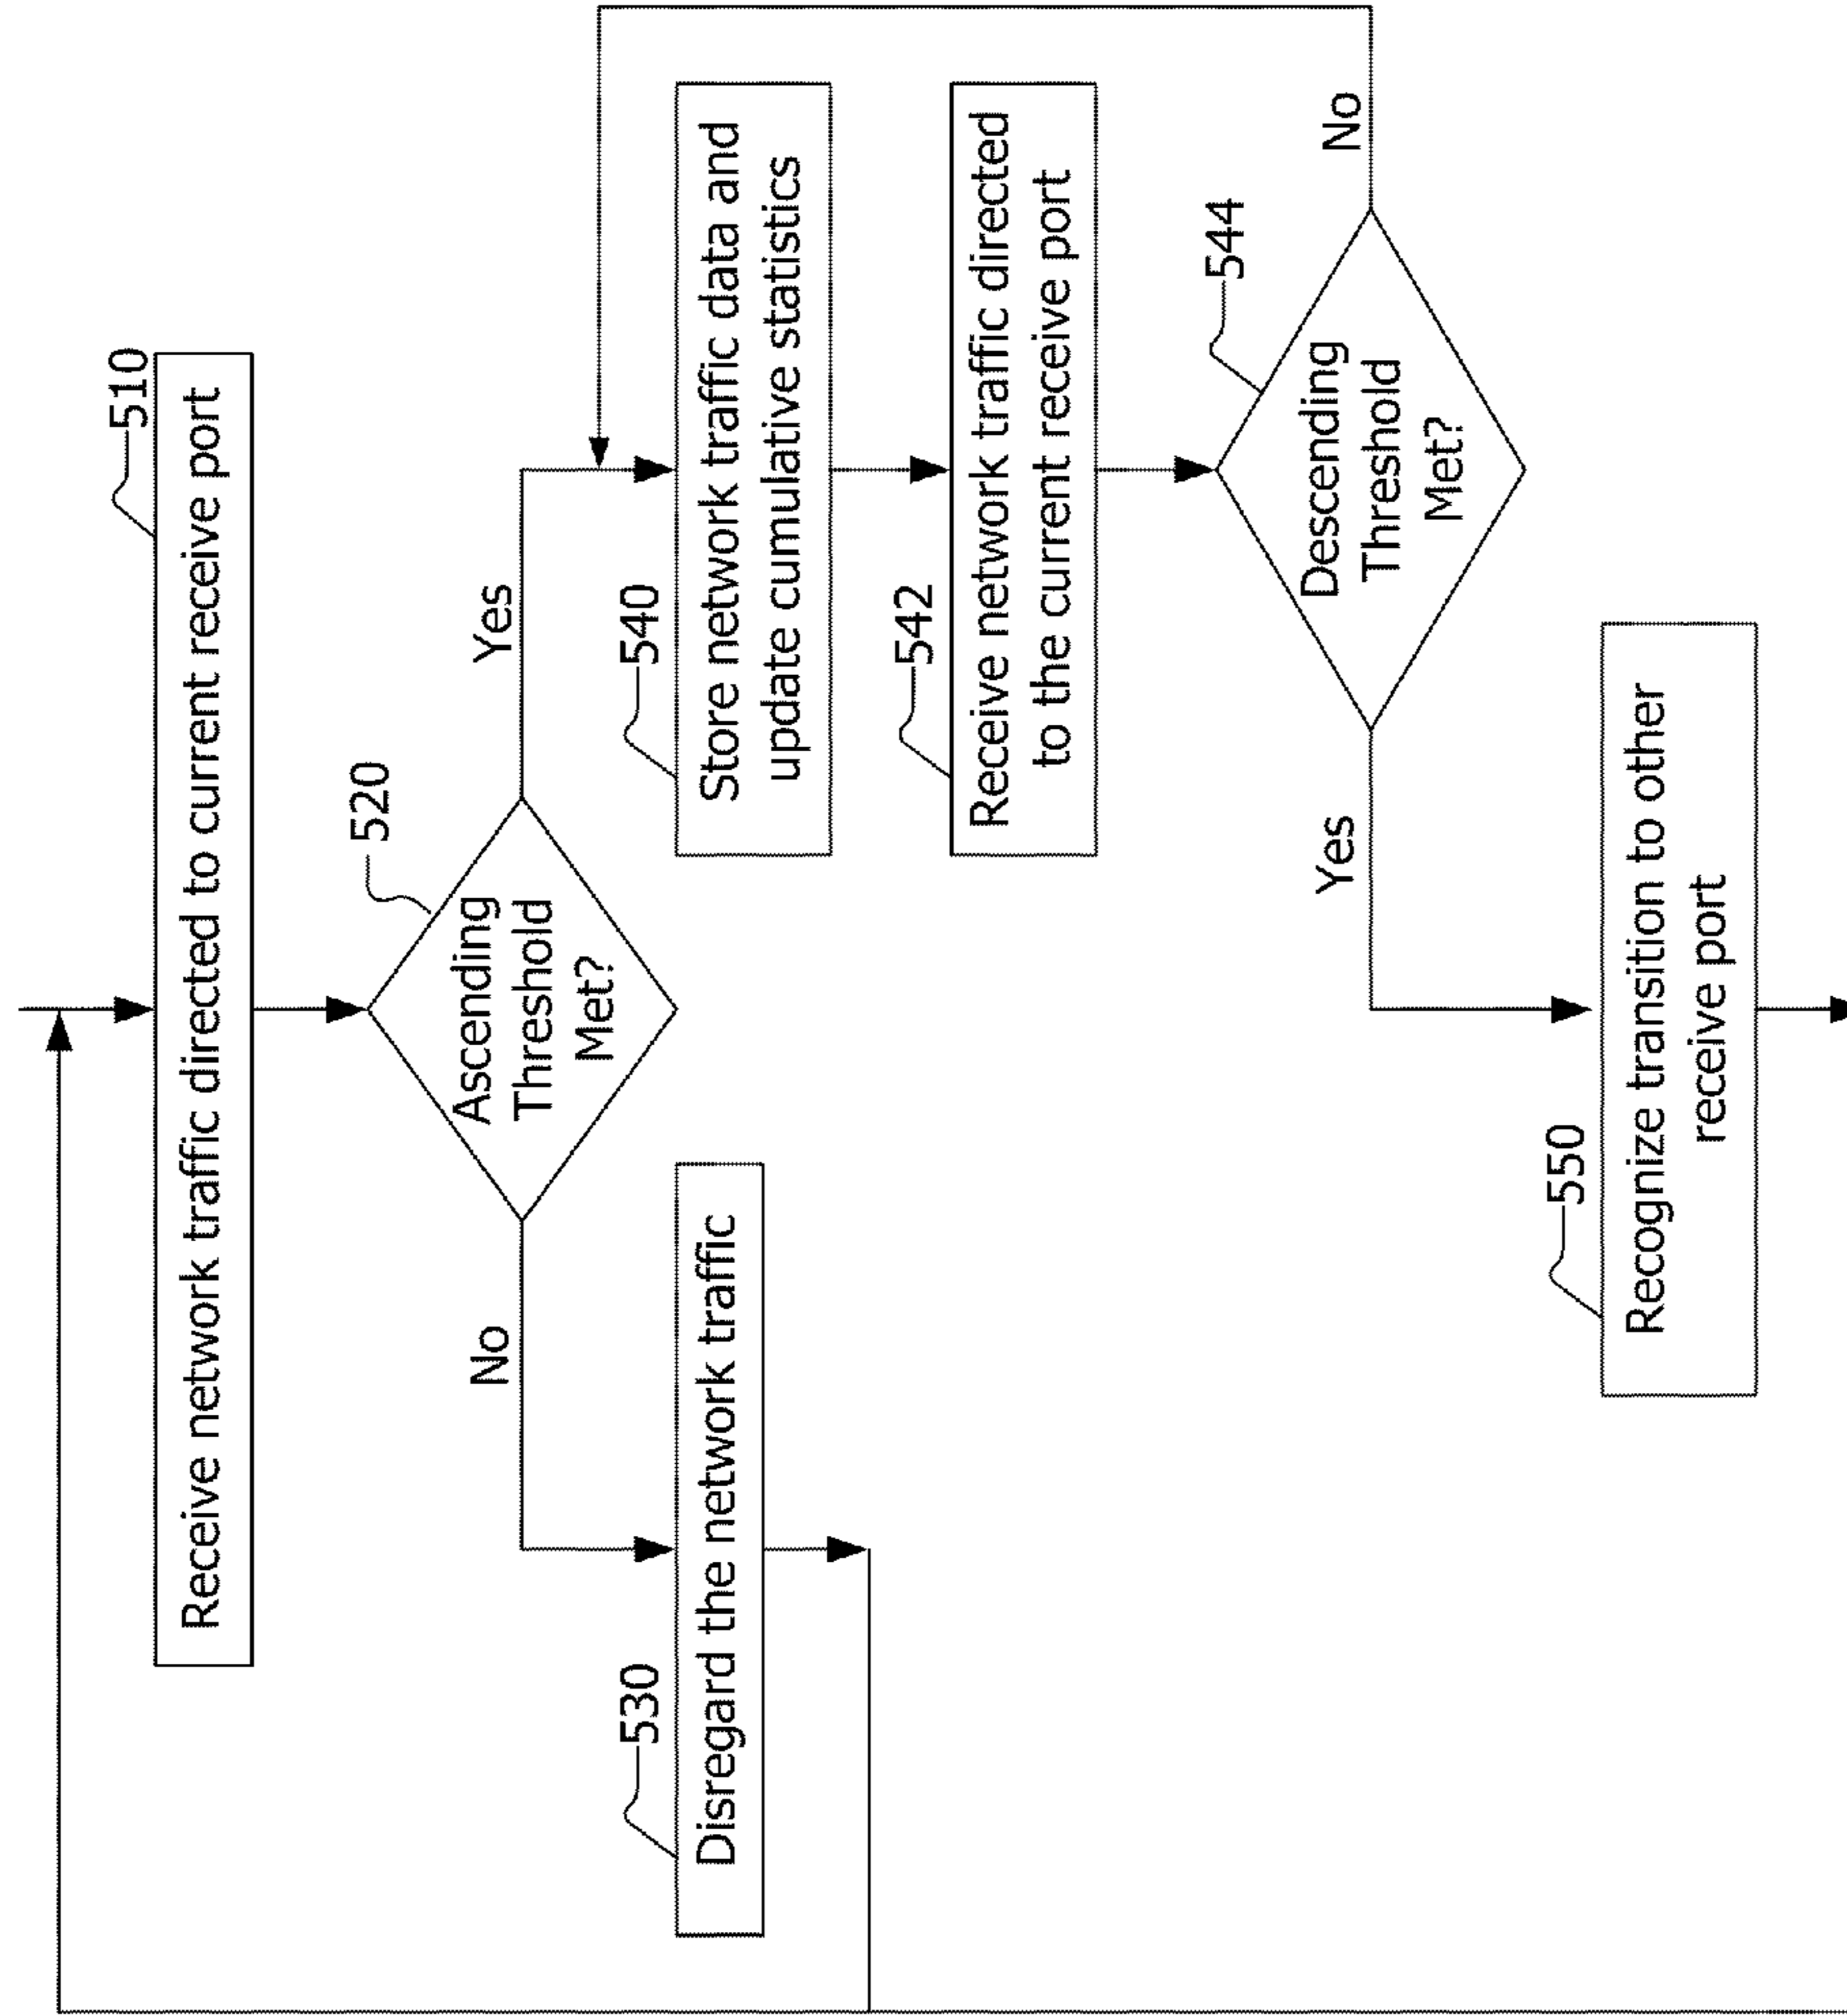 510
Receive network traffic directed to current receive port
520
Ascending
Threshold
Met?
No
Yes
530
Disregard the network traffic
540
Store network traffic data and
update cumulative statistics
542
Receive network traffic directed
to the current receive port
544
Descending
Threshold
Met?
Yes
No
550
Recognize transition to other
receive port